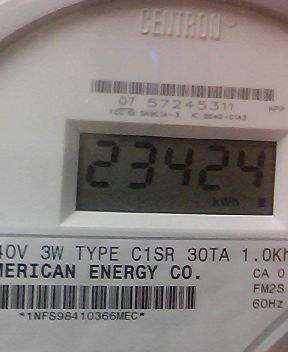 CENTRON
07 57245311
23424
kWh
40V 3W TYPE C1SR 30TA 1.0Kh
MERICAN ENERGY CO.
CA 0
FM2S
60Hz
*1NFS98410366MEC*